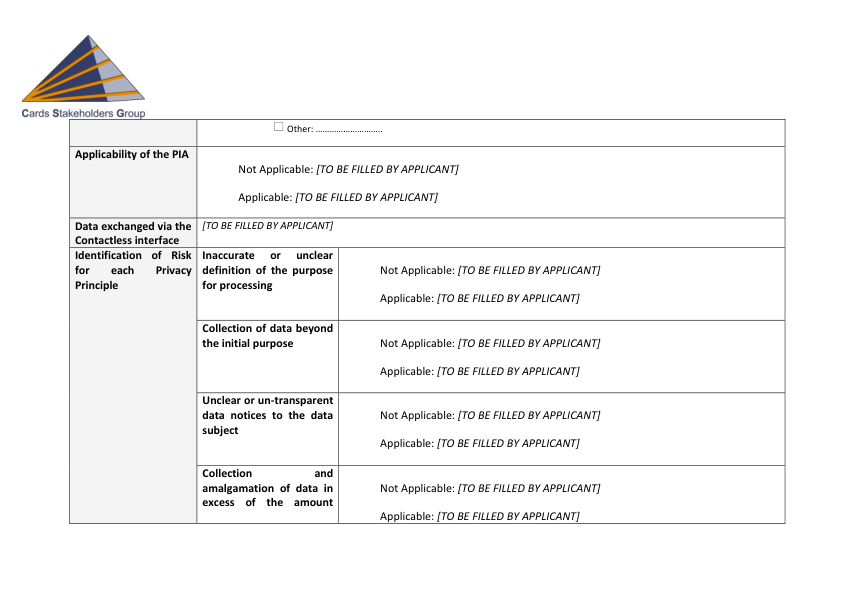 Cards Stakeholders Group
☐ Other: ............................
Applicability of the PIA
Not Applicable: [TO BE FILLED BY APPLICANT]
Applicable: [TO BE FILLED BY APPLICANT]
Data exchanged via the
Contactless interface
[TO BE FILLED BY APPLICANT]
Identification of Risk
for each Privacy
Principle
Inaccurate or unclear
definition of the purpose
for processing
Not Applicable: [TO BE FILLED BY APPLICANT]
Applicable: [TO BE FILLED BY APPLICANT]
Collection of data beyond
the initial purpose
Not Applicable: [TO BE FILLED BY APPLICANT]
Applicable: [TO BE FILLED BY APPLICANT]
Unclear or un-transparent
data notices to the data
subject
Not Applicable: [TO BE FILLED BY APPLICANT]
Applicable: [TO BE FILLED BY APPLICANT]
Collection and
amalgamation of data in
excess of the amount
Not Applicable: [TO BE FILLED BY APPLICANT]
Applicable: [TO BE FILLED BY APPLICANT]